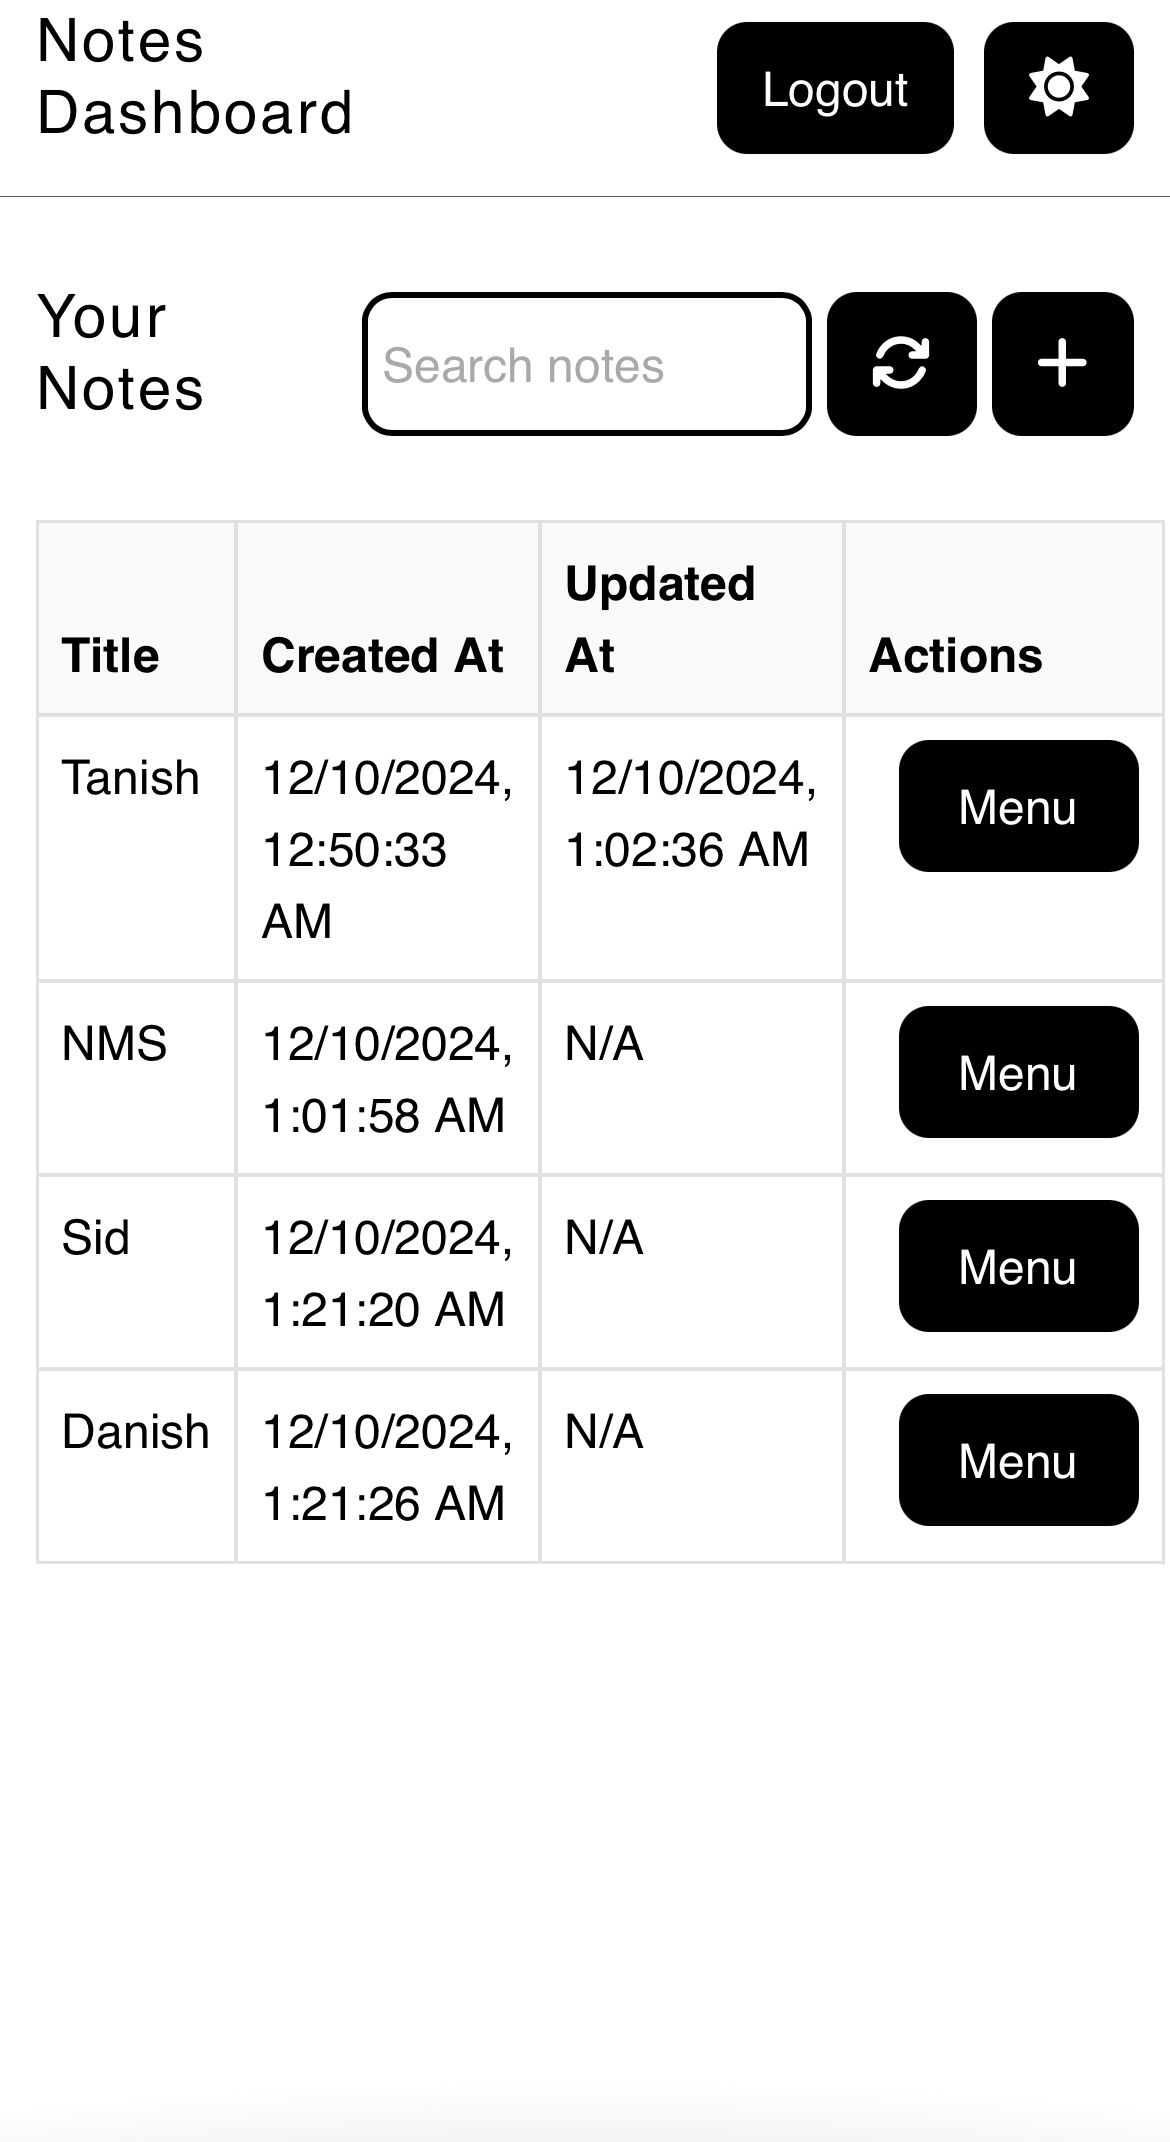 Notes
Dashboard
Logout
Your
Notes
Search notes
Title
Created At
Updated
At
Actions
Tanish
12/10/2024,
12:50:33
AM
12/10/2024,
1:02:36 AM
Menu
NMS
12/10/2024,
1:01:58 AM
N/A
Menu
Sid
12/10/2024,
1:21:20 AM
N/A
Menu
Danish
12/10/2024,
1:21:26 AM
N/A
Menu